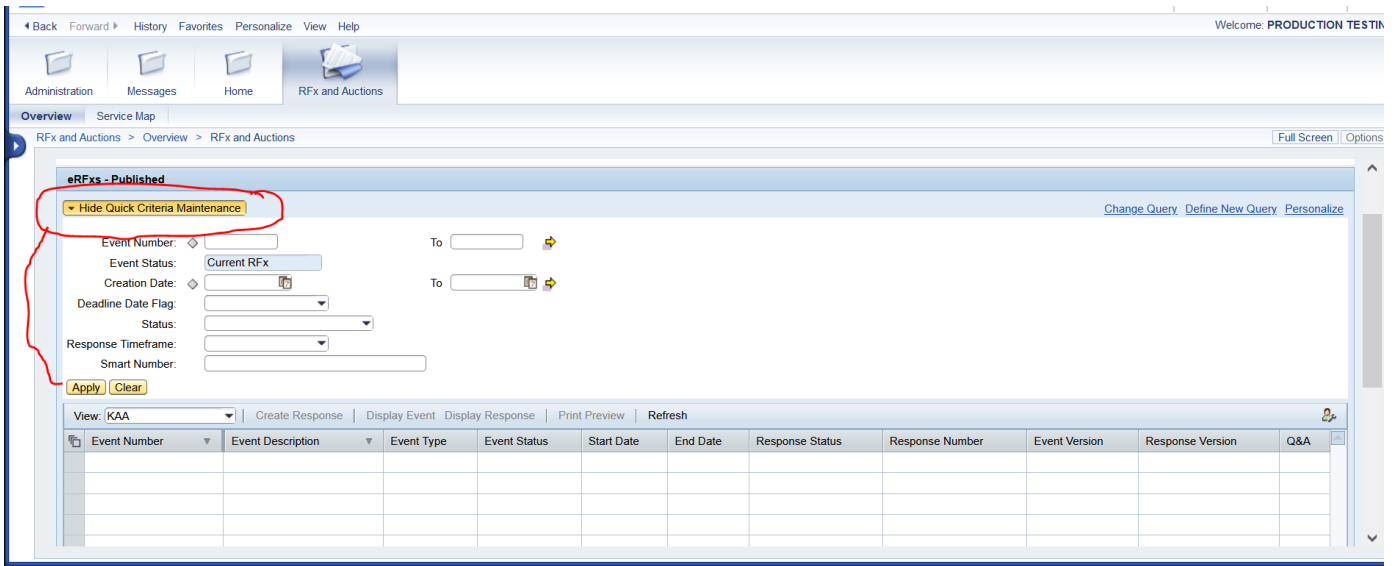 Back Forward History Favorites Personalize View Help Welcome: PRODUCTION TESTIN
Administration Messages Home RFx and Auctions
Overview Service Map
RFx and Auctions > Overview > RFx and Auctions Full Screen Options
eRFxs - Published
Hide Quick Criteria Maintenance Change Query Define New Query Personalize
Event Number: To
Event Status: Current RFx
Creation Date: To
Deadline Date Flag:
Status:
Response Timeframe:
Smart Number:
Apply Clear
View: KAA Create Response Display Event Display Response Print Preview Refresh
Event Number Event Description Event Type Event Status Start Date End Date Response Status Response Number Event Version Response Version Q&A